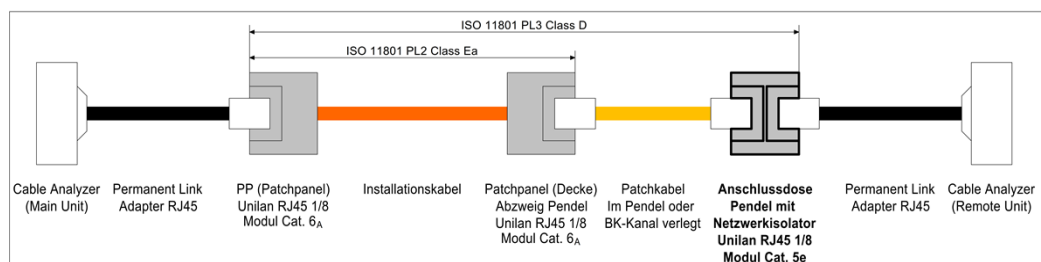 ISO 11801 PL3 Class D
ISO 11801 PL2 Class Ea
Cable Analyzer
(Main Unit)
Permanent Link
Adapter RJ45
PP (Patchpanel)
Unilan RJ45 1/8
Modul Cat. 6A
Installationskabel
Patchpanel (Decke)
Abzweig Pendel
Unilan RJ45 1/8
Modul Cat. 6A
Patchkabel
Im Pendel oder
BK-Kanal verlegt
Anschlussdose
Pendel mit
Netzwerkisolator
Unilan RJ45 1/8
Modul Cat. 5e
Permanent Link
Adapter RJ45
Cable Analyzer
(Remote Unit)